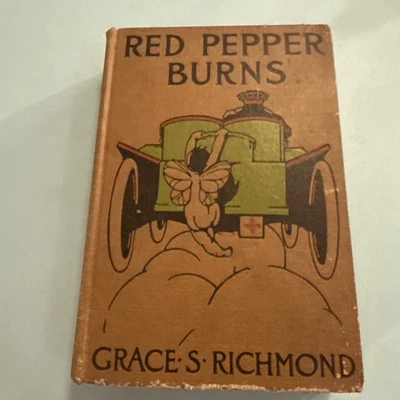 RED PEPPER
BURNS
GRACE·S·RICHMOND